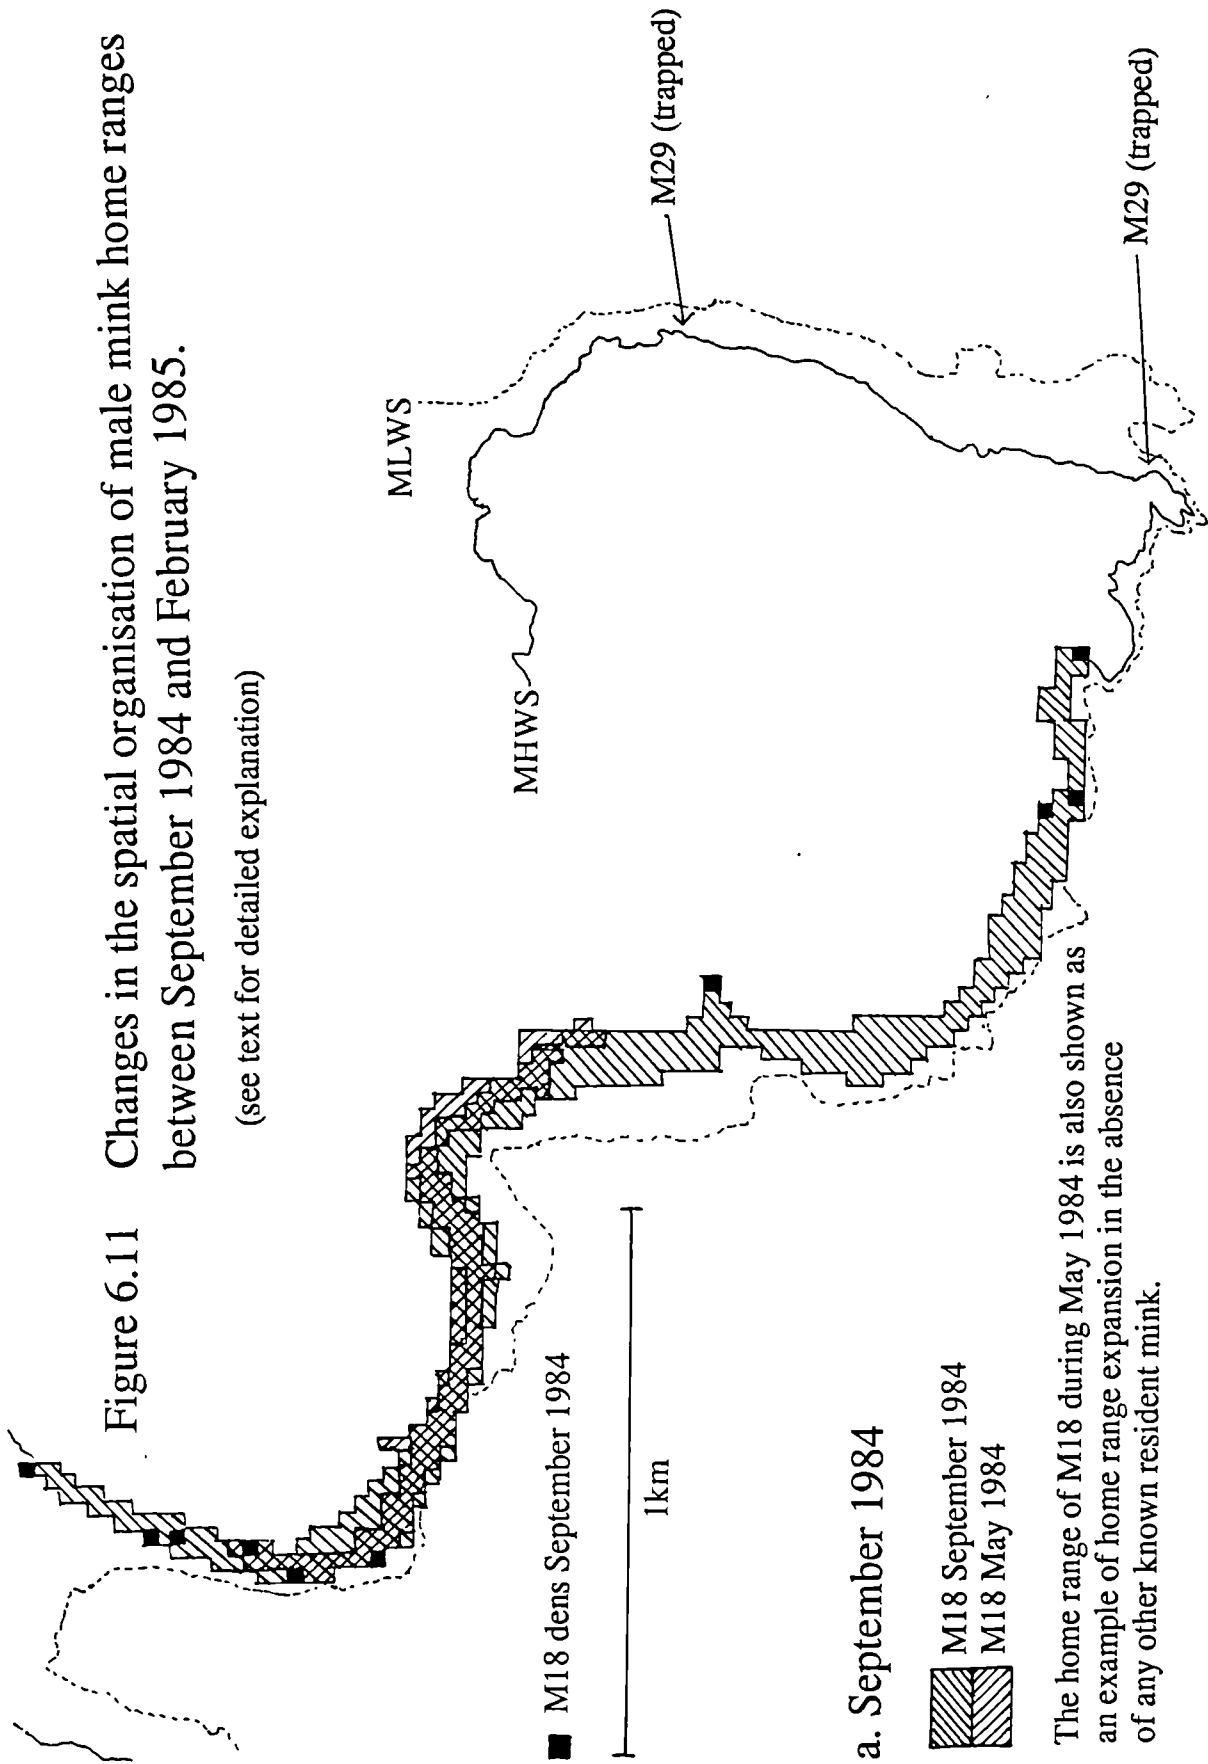 Figure 6.11 Changes in the spatial organisation of male mink home ranges
between September 1984 and February 1985.
(see text for detailed explanation)
MLWS
MHWS
M29 (trapped)
M29 (trapped)
M18 dens September 1984
1km
a. September 1984
M18 September 1984
M18 May 1984
The home range of M18 during May 1984 is also shown as
an example of home range expansion in the absence
of any other known resident mink.